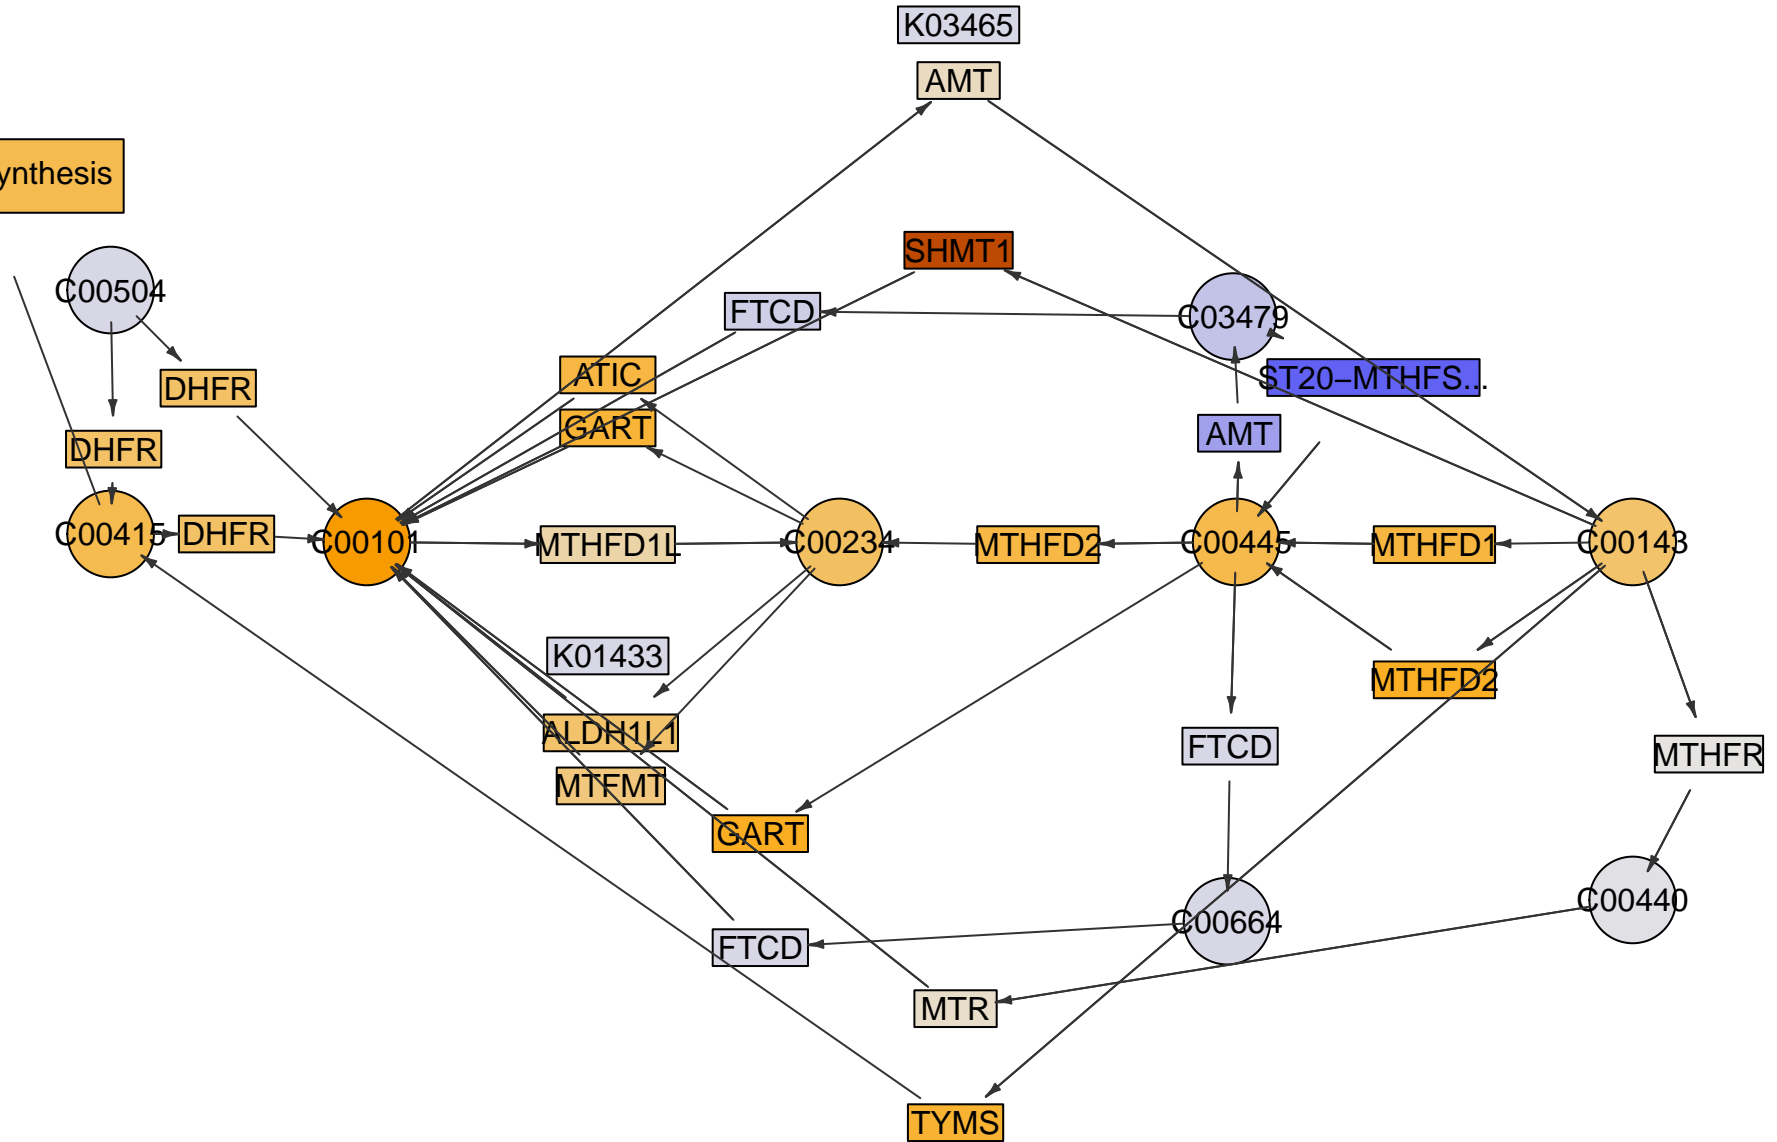 K03465
AMT
ynthesis
SHMT1
C00504
FTCD
C03479
DHFR
ATIC
ST20−MTHFS...
GART
AMT
DHFR
C00415
DHFR
C00101
MTHFD1L
C00234
MTHFD2
C00445
MTHFD1
C00143
K01433
MTHFD2
ALDH1L1
FTCD
MTHFR
MTFMT
GART
C00440
C00664
FTCD
MTR
TYMS